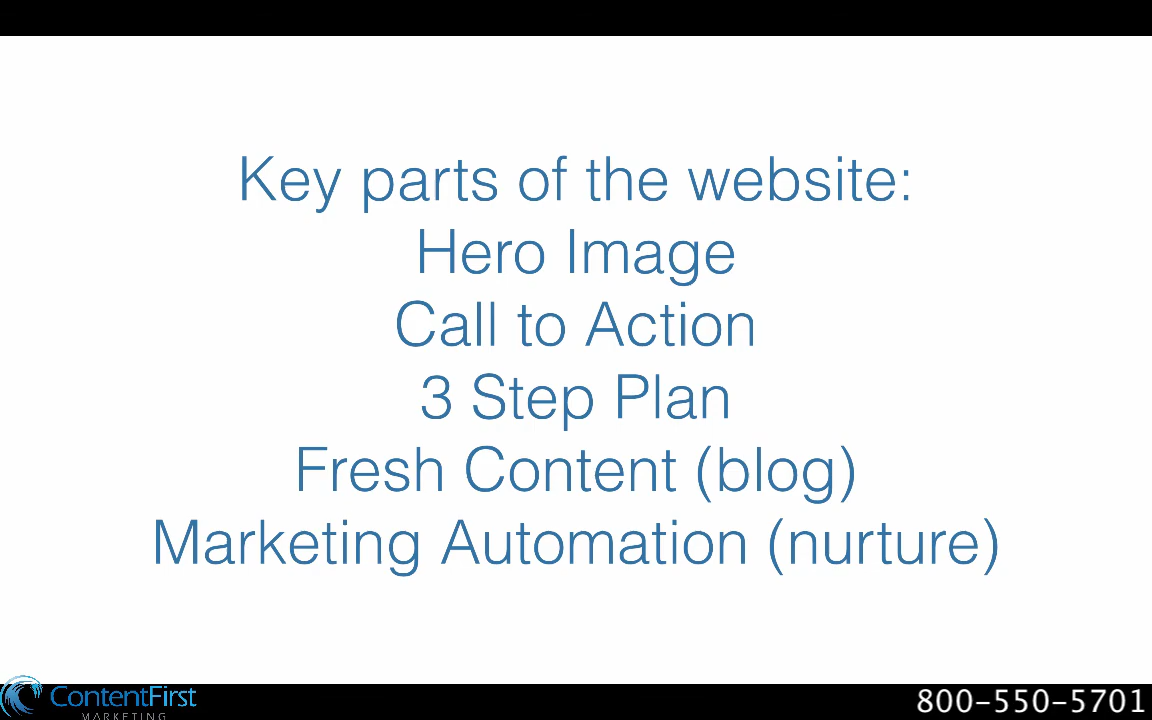 Key parts of the website:
Hero Image
Call to Action
3 Step Plan
Fresh Content (blog)
Marketing Automation (nurture)
ContentFirst
MARKETING
800-550-5701